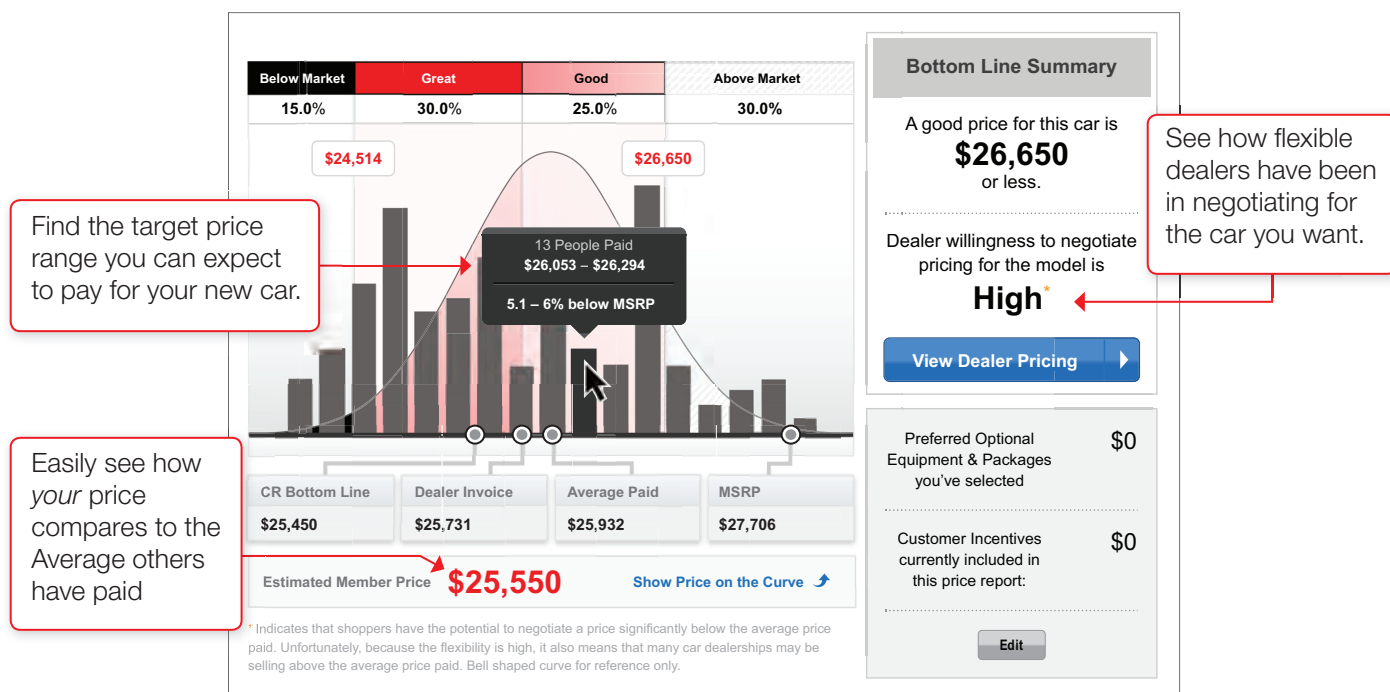 Below Market
Great
Good
Above Market
15.0%
30.0%
25.0%
30.0%
$24,514
$26,650
13 People Paid
$26,053 – $26,294
5.1 – 6% below MSRP
Find the target price
range you can expect
to pay for your new car.
Easily see how
your price
compares to the
Average others
have paid
CR Bottom Line
$25,450
Dealer Invoice
$25,731
Average Paid
$25,932
MSRP
$27,706
Estimated Member Price
$25,550
Show Price on the Curve
* Indicates that shoppers have the potential to negotiate a price significantly below the average price
paid. Unfortunately, because the flexibility is high, it also means that many car dealerships may be
selling above the average price paid. Bell shaped curve for reference only.
Bottom Line Summary
A good price for this car is
$26,650
or less.
Dealer willingness to negotiate
pricing for the model is
High*
View Dealer Pricing
See how flexible
dealers have been
in negotiating for
the car you want.
Preferred Optional
Equipment & Packages
you’ve selected
$0
Customer Incentives
currently included in
this price report:
$0
Edit